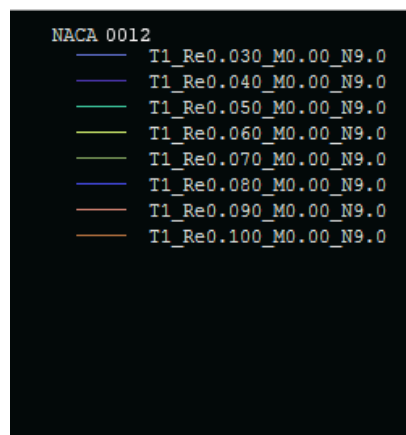 NACA 0012
T1_Re0.030_M0.00_N9.0
T1_Re0.040_M0.00_N9.0
T1_Re0.050_M0.00_N9.0
T1_Re0.060_M0.00_N9.0
T1_Re0.070_M0.00_N9.0
T1_Re0.080_M0.00_N9.0
T1_Re0.090_M0.00_N9.0
T1_Re0.100_M0.00_N9.0